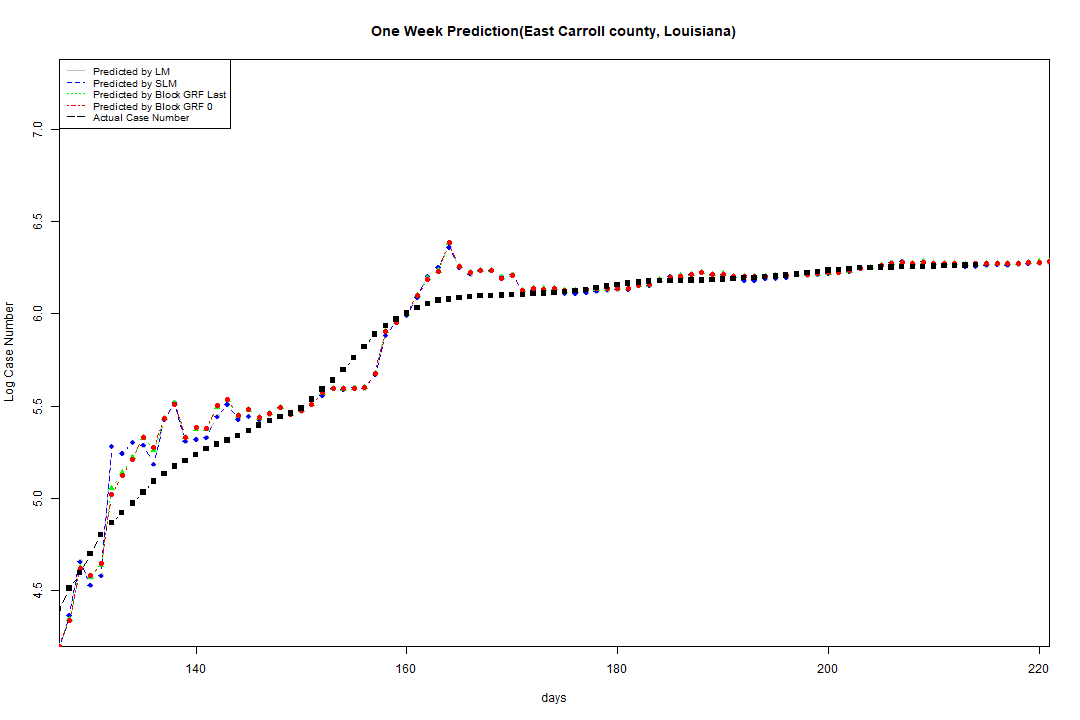 One Week Prediction(East Carroll county, Louisiana)
Predicted by LM
Predicted by SLM
Predicted by Block GRF Last
Predicted by Block GRF 0
Actual Case Number
7.0
6.5
6.0
5.5
5.0
4.5
Log Case Number
140 160 180 200 220
days